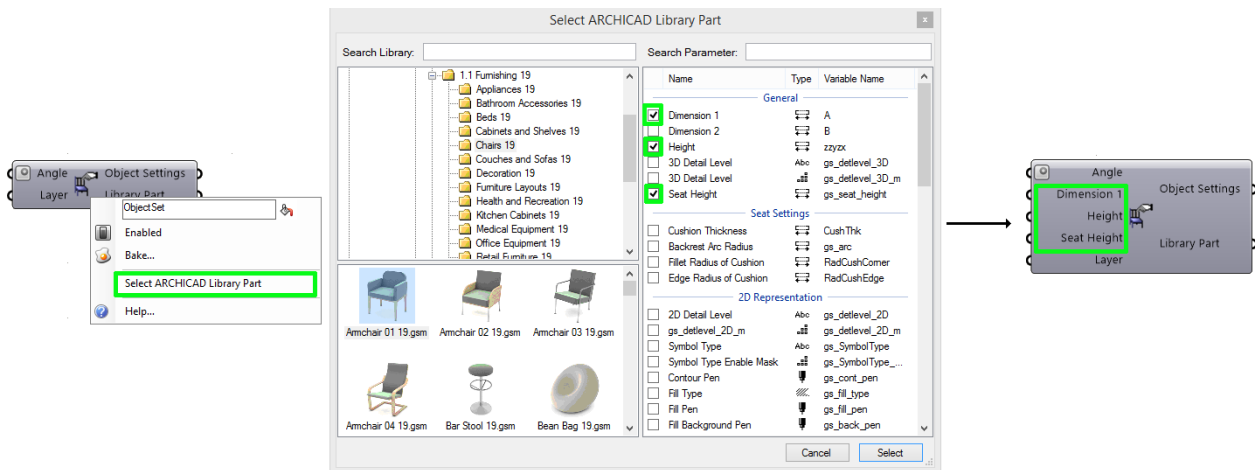 Angle Object Settings
Layer Library Part
ObjectSet
Enabled
Bake...
Select ARCHICAD Library Part
Help...
Select ARCHICAD Library Part
x
Search Library:
1.1 Furnishing 19
Appliances 19
Bathroom Accessories 19
Beds 19
Cabinets and Shelves 19
Chairs 19
Couches and Sofas 19
Decoration 19
Furniture Layouts 19
Health and Recreation 19
Kitchen Cabinets 19
Medical Equipment 19
Office Equipment 19
Retail Furniture 19
Armchair 01 19.gsm Armchair 02 19.gsm Armchair 03 19.gsm
Armchair 04 19.gsm Bar Stool 19.gsm Bean Bag 19.gsm
Search Parameter:
Name Type Variable Name
General
Dimension 1 A
Dimension 2 B
Height zzyzx
3D Detail Level Abc gs_detlevel_3D
3D Detail Level gs_detlevel_3D_m
Seat Height gs_seat_height
Seat Settings
Cushion Thickness CushThk
Backrest Arc Radius gs_arc
Fillet Radius of Cushion RadCushCorner
Edge Radius of Cushion RadCushEdge
2D Representation
2D Detail Level Abc gs_detlevel_2D
gs_detlevel_2D_m gs_detlevel_2D_m
Symbol Type Abc gs_SymbolType
Symbol Type Enable Mask gs_SymbolType_...
Contour Pen gs_cont_pen
Fill Type gs_fill_type
Fill Pen gs_fill_pen
Fill Background Pen gs_back_pen
Cancel Select
Angle
Dimension 1
Height
Seat Height
Layer
Object Settings
Library Part